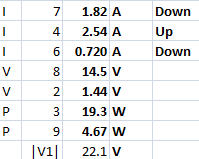 I 7 1.82 A Down
I 4 2.54 A Up
I 6 0.720 A Down
V 8 14.5 V
V 2 1.44 V
P 3 19.3 W
P 9 4.67 W
|V1| 22.1 V